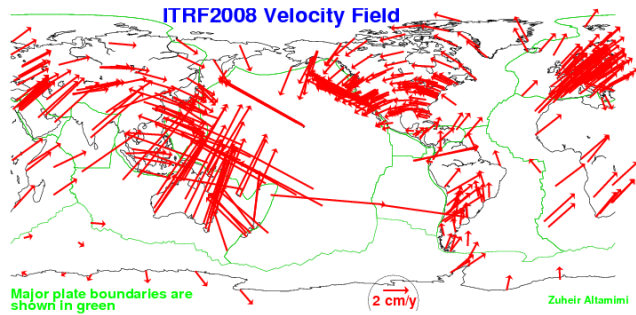 ITRF2008 Velocity Field
2 cm/y
Major plate boundaries are
shown in green
Zuheir Altamimi